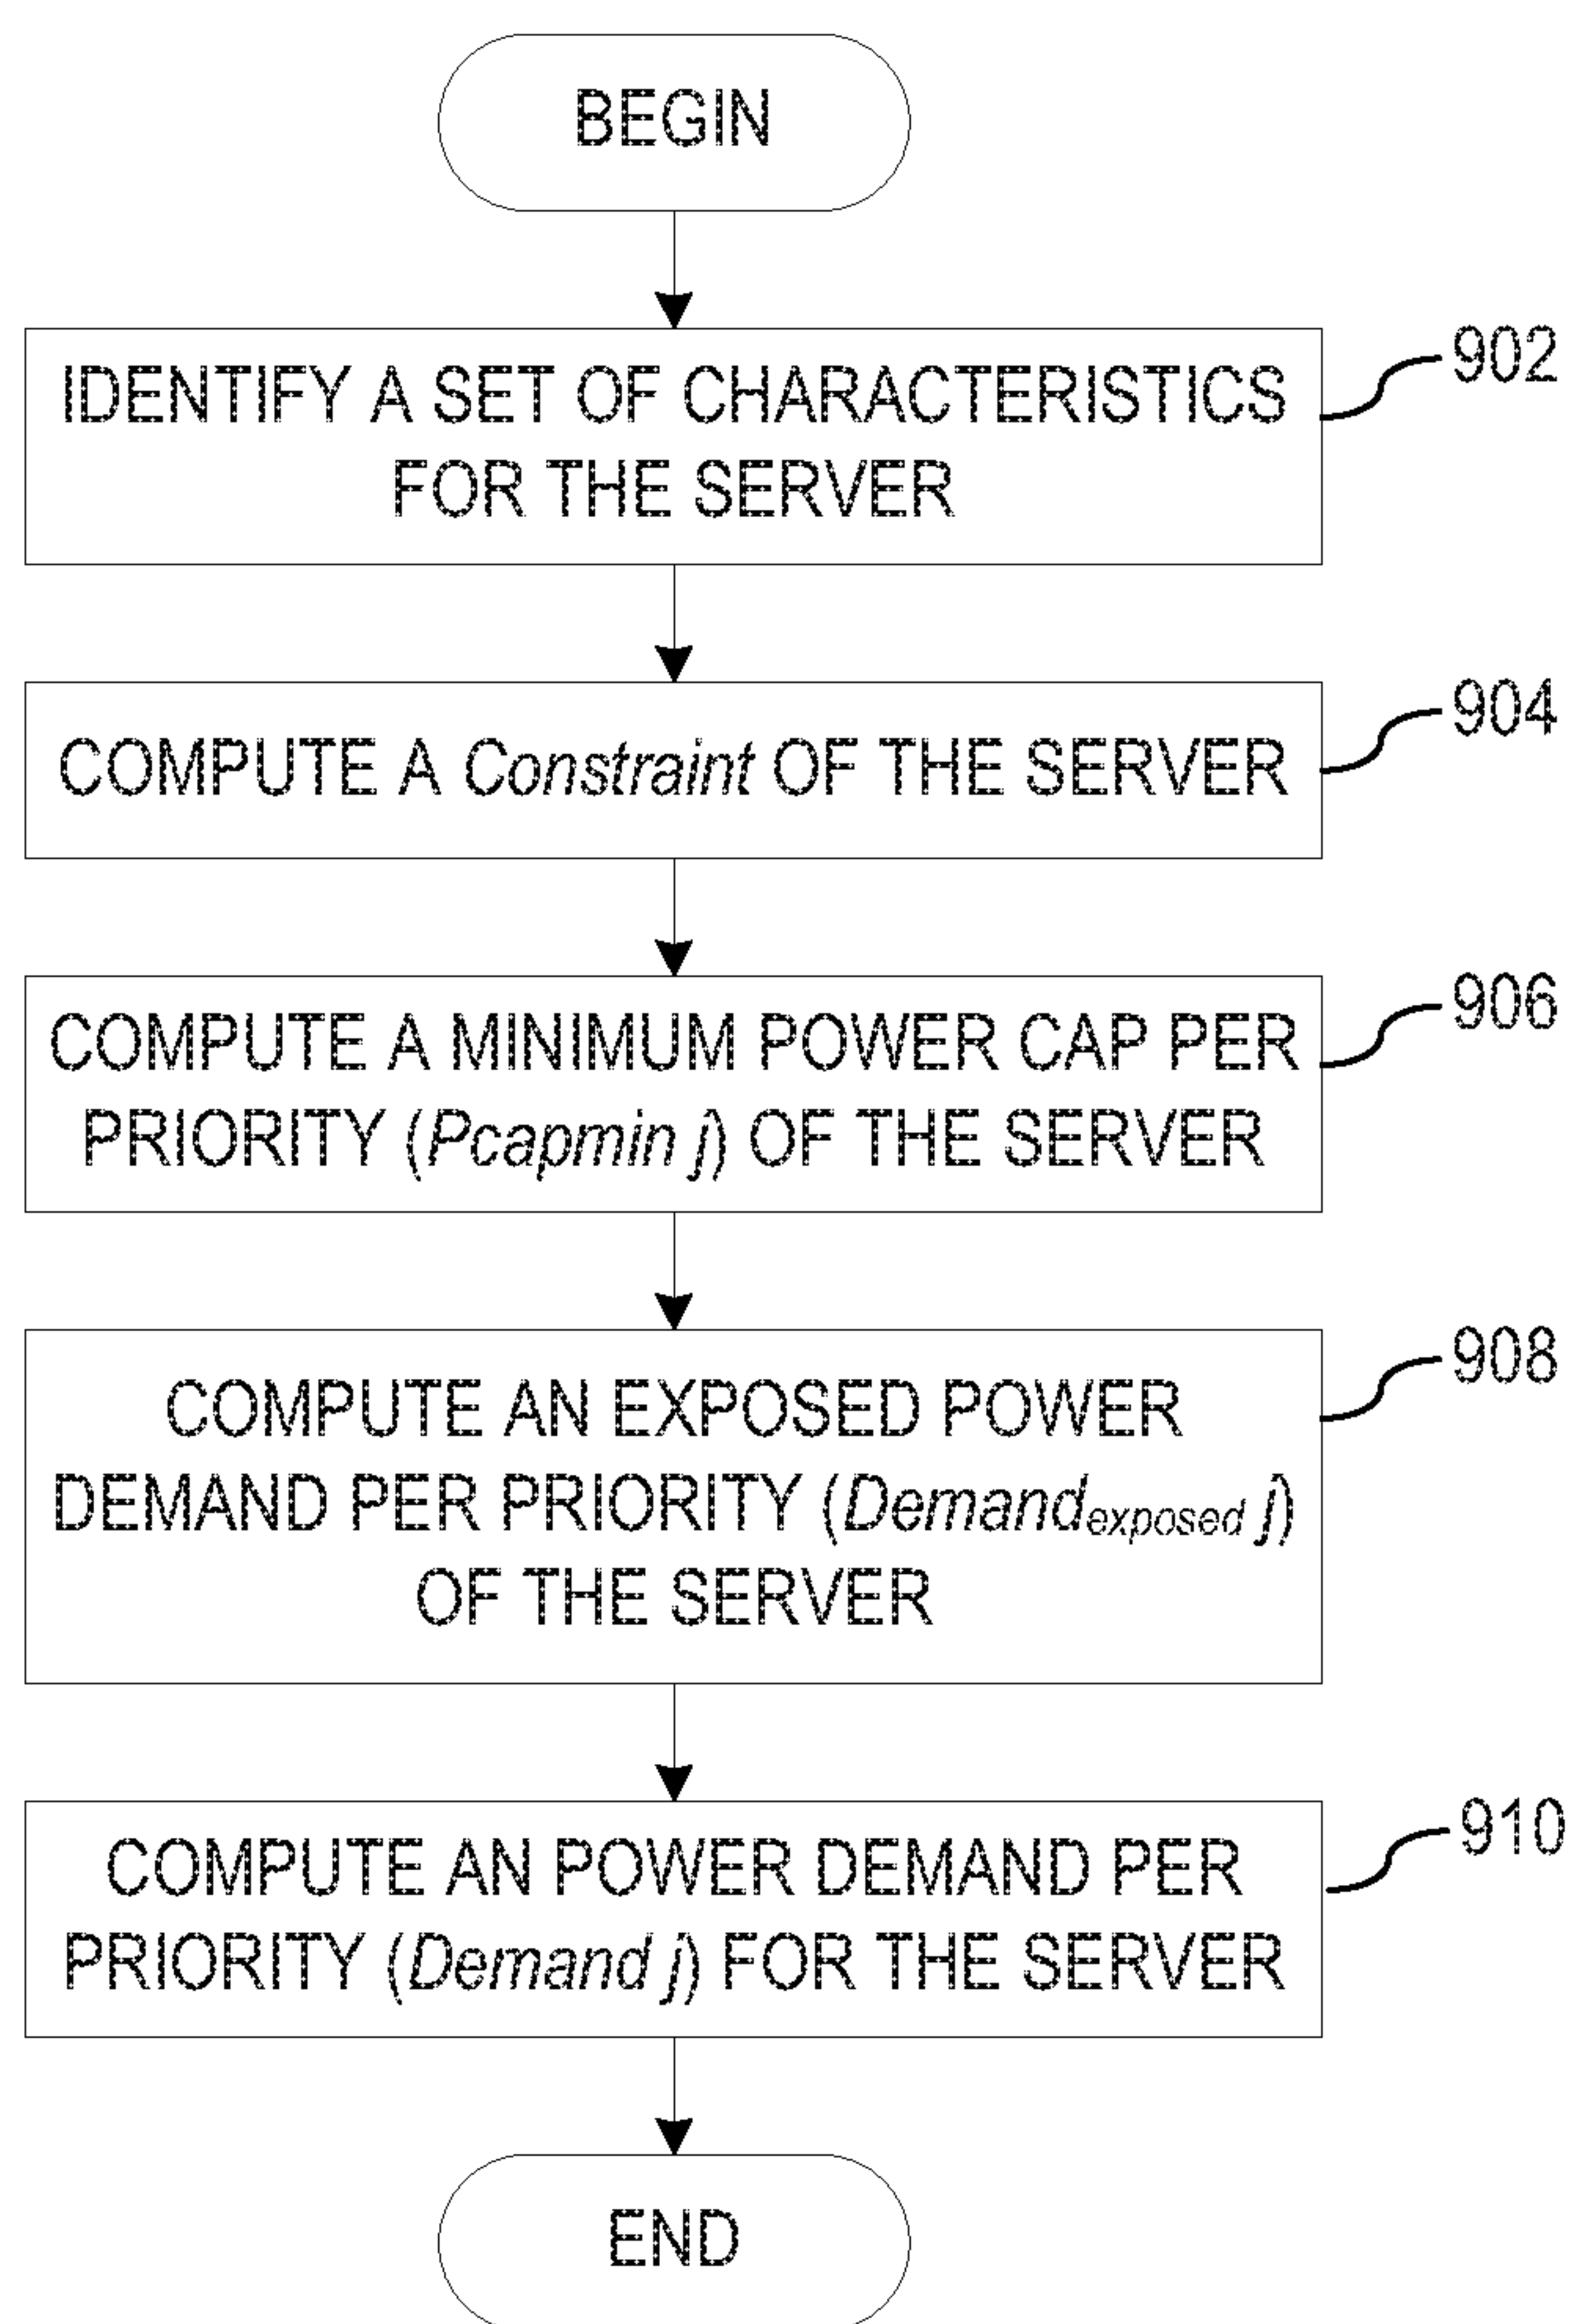 BEGIN
IDENTIFY A SET OF CHARACTERISTICS
FOR THE SERVER
902
COMPUTE A Constraint OF THE SERVER
904
COMPUTE A MINIMUM POWER CAP PER
PRIORITY (Pcapmin j) OF THE SERVER
906
COMPUTE AN EXPOSED POWER
DEMAND PER PRIORITY (Demandexposed j)
OF THE SERVER
908
COMPUTE AN POWER DEMAND PER
PRIORITY (Demand j) FOR THE SERVER
910
END